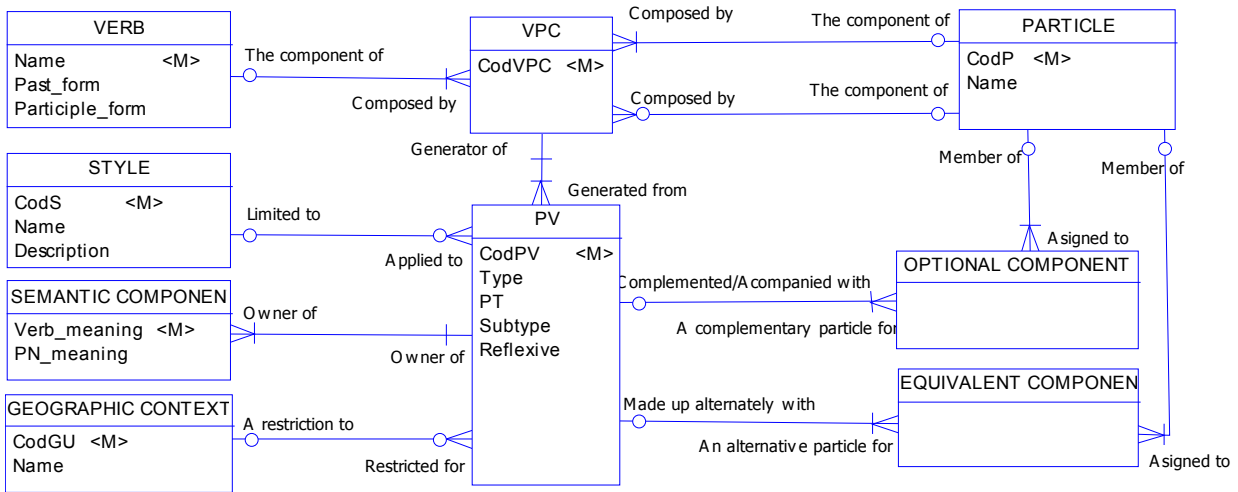 VERB
Name <M>
Past_form
Participle_form
The component of
Composed by
VPC
CodVPC <M>
Composed by
The component of
Composed by
The component of
PARTICLE
CodP <M>
Name
Generator of
Generated from
Member of
Member of
STYLE
CodS <M>
Name
Description
Limited to
Applied to
PV
CodPV <M>
Type
PT
Subtype
Reflexive
Asigned to
OPTIONAL COMPONENT
Complemented/Acompanied with
A complementary particle for
SEMANTIC COMPONEN
Verb_meaning <M>
PN_meaning
Owner of
Owner of
GEOGRAPHIC CONTEXT
CodGU <M>
Name
A restriction to
Restricted for
EQUIVALENT COMPONEN
Made up alternately with
An alternative particle for
Asigned to